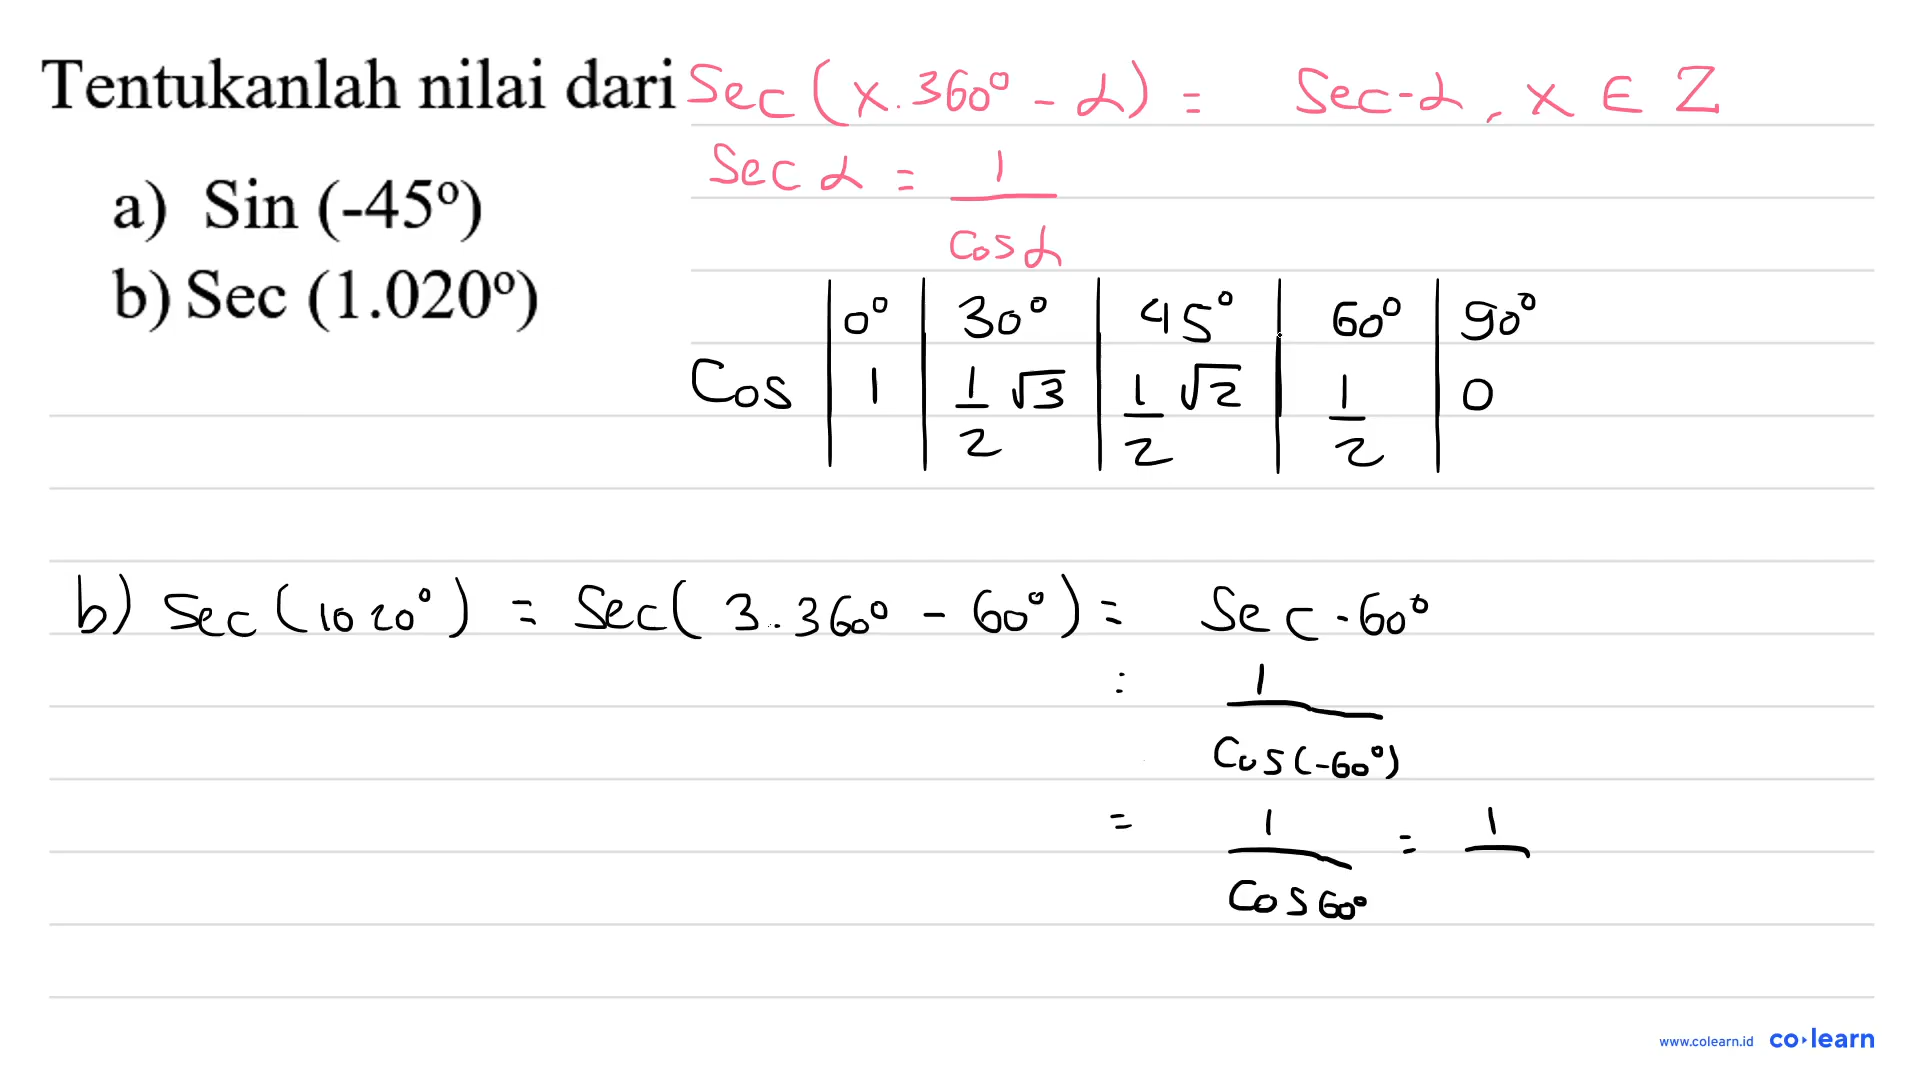 Tentukanlah nilai dari Sec (x.360° - α) = Sec -α, x ∈ Z
Sec α = 1/cos α
a) Sin (-45°)
b) Sec (1.020°)
0° | 30° | 45° | 60° | 90°
Cos | 1 | 1/2 √3 | 1/2 √2 | 1/2 | 0
b) Sec (1020°) = Sec (3.360° - 60°) = Sec -60°
= 1/Cos(-60°)
= 1/Cos 60° = 1
www.colearn.id co·learn